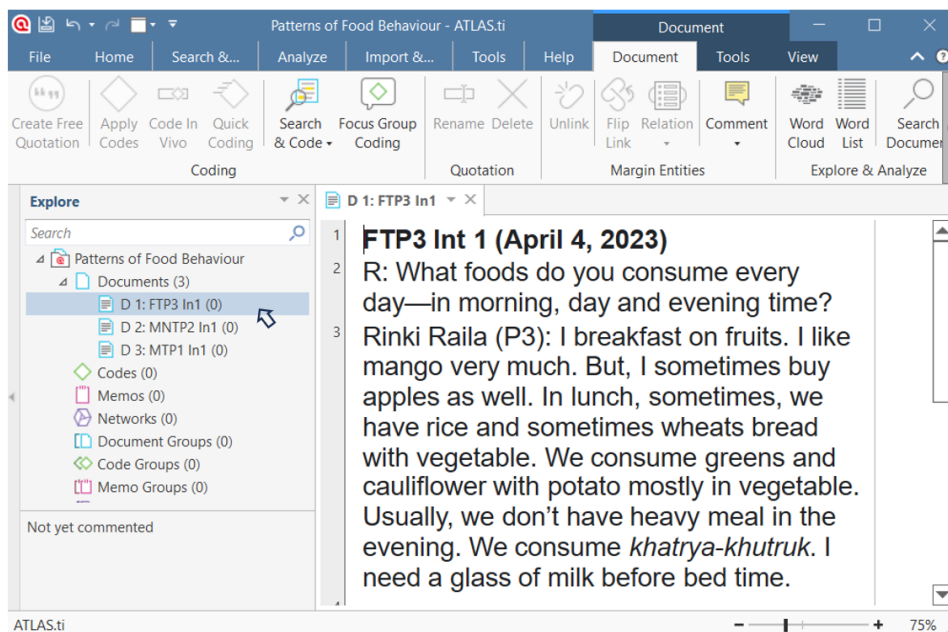 Patterns of Food Behaviour - ATLAS.ti
Document
File Home Search &... Analyze Import &... Tools Help Document Tools View
Create Free Quotation
Apply Codes
Code In Vivo
Quick Coding
Search & Code
Focus Group Coding
Rename
Delete
Unlink
Flip Link
Relation
Comment
Word Cloud
Word List
Search
Coding
Quotation
Margin Entities
Explore & Analyze
Explore
Search
Patterns of Food Behaviour
Documents (3)
D 1: FTP3 In1 (0)
D 2: MNTP2 In1 (0)
D 3: MTP1 In1 (0)
Codes (0)
Memos (0)
Networks (0)
Document Groups (0)
Code Groups (0)
Memo Groups (0)
Not yet commented
D 1: FTP3 In1
1 FTP3 Int 1 (April 4, 2023)
2 R: What foods do you consume every
day—in morning, day and evening time?
3 Rinki Raila (P3): I breakfast on fruits. I like
mango very much. But, I sometimes buy
apples as well. In lunch, sometimes, we
have rice and sometimes wheats bread
with vegetable. We consume greens and
cauliflower with potato mostly in vegetable.
Usually, we don’t have heavy meal in the
evening. We consume khatrya-khutruk. I
need a glass of milk before bed time.
ATLAS.ti
75%